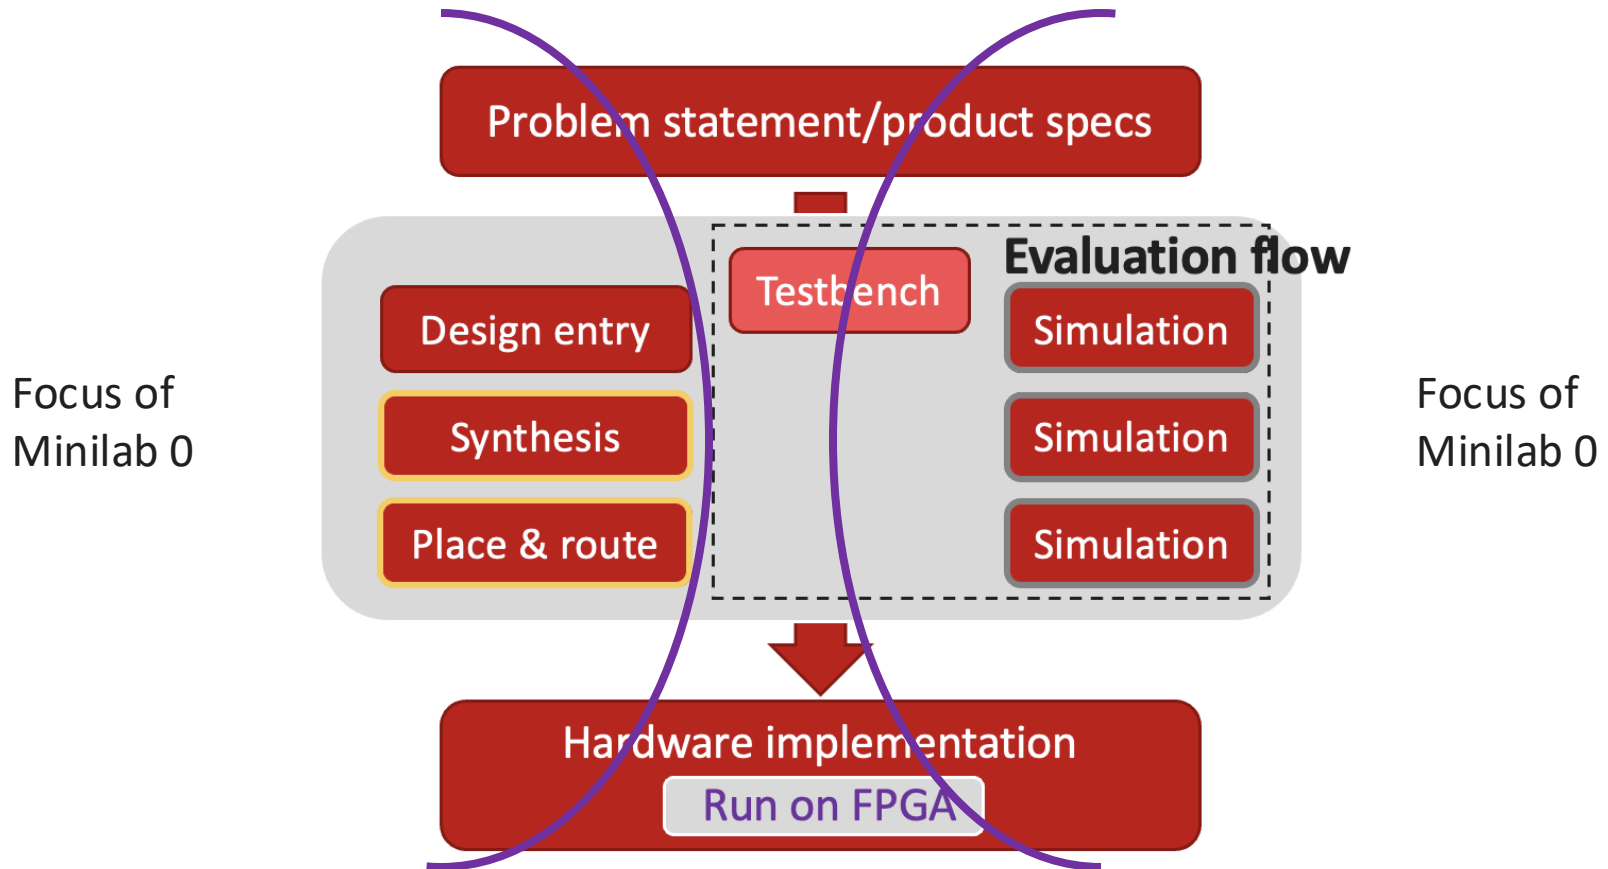 Problem statement/product specs
Evaluation flow
Testbench
Design entry
Simulation
Focus of
Minilab 0
Synthesis
Simulation
Focus of
Minilab 0
Place & route
Simulation
Hardware implementation
Run on FPGA